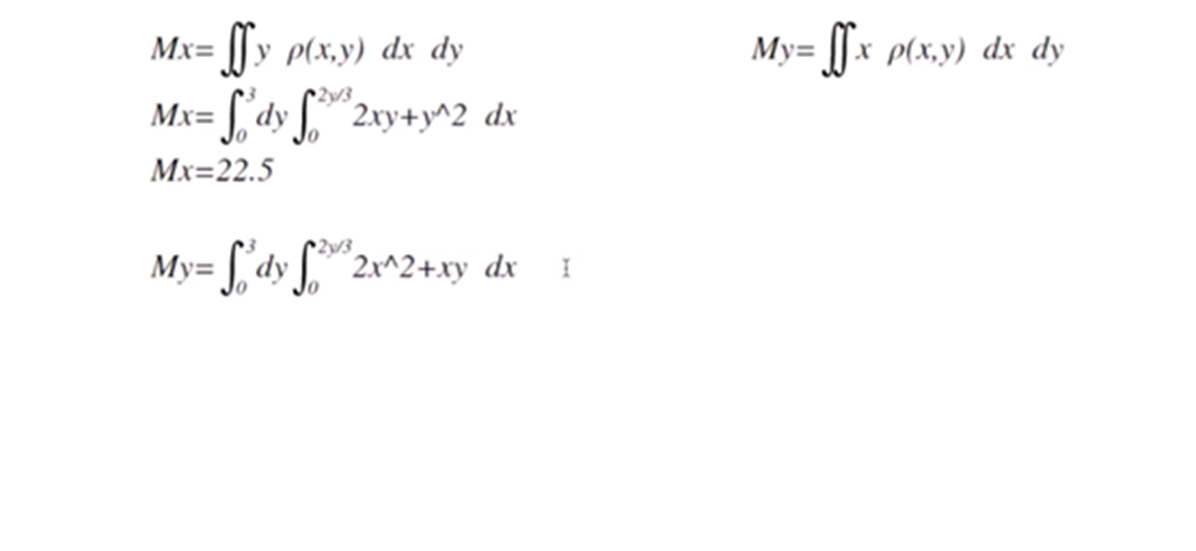 Mx= ∬y ρ(x,y) dx dy
My= ∬x ρ(x,y) dx dy
Mx= ∫₀³dy ∫₀^2y/3 2xy+y^2 dx
Mx=22.5
My= ∫₀³dy ∫₀^2y/3 2x^2+xy dx